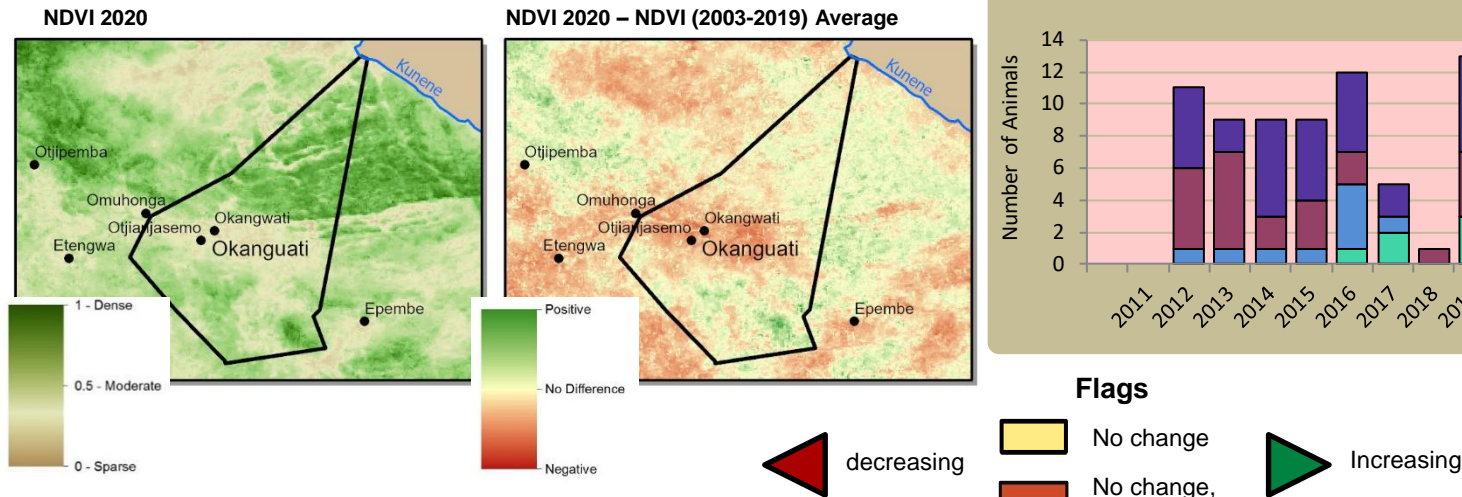 NDVI 2020
Otjipemba
Omuhonga
Otjianjasemo
Okangwati
Okanguati
Etengwa
Epembe
Kunene
1 - Dense
0.5 - Moderate
0 - Sparse
NDVI 2020 – NDVI (2003-2019) Average
Otjipemba
Omuhonga
Otjianjasemo
Okangwati
Okanguati
Etengwa
Epembe
Kunene
Positive
No Difference
Negative
Number of Animals
14
12
10
8
6
4
2
0
2011
2012
2013
2014
2015
2016
2017
2018
Flags
decreasing
No change
Increasing
No change,